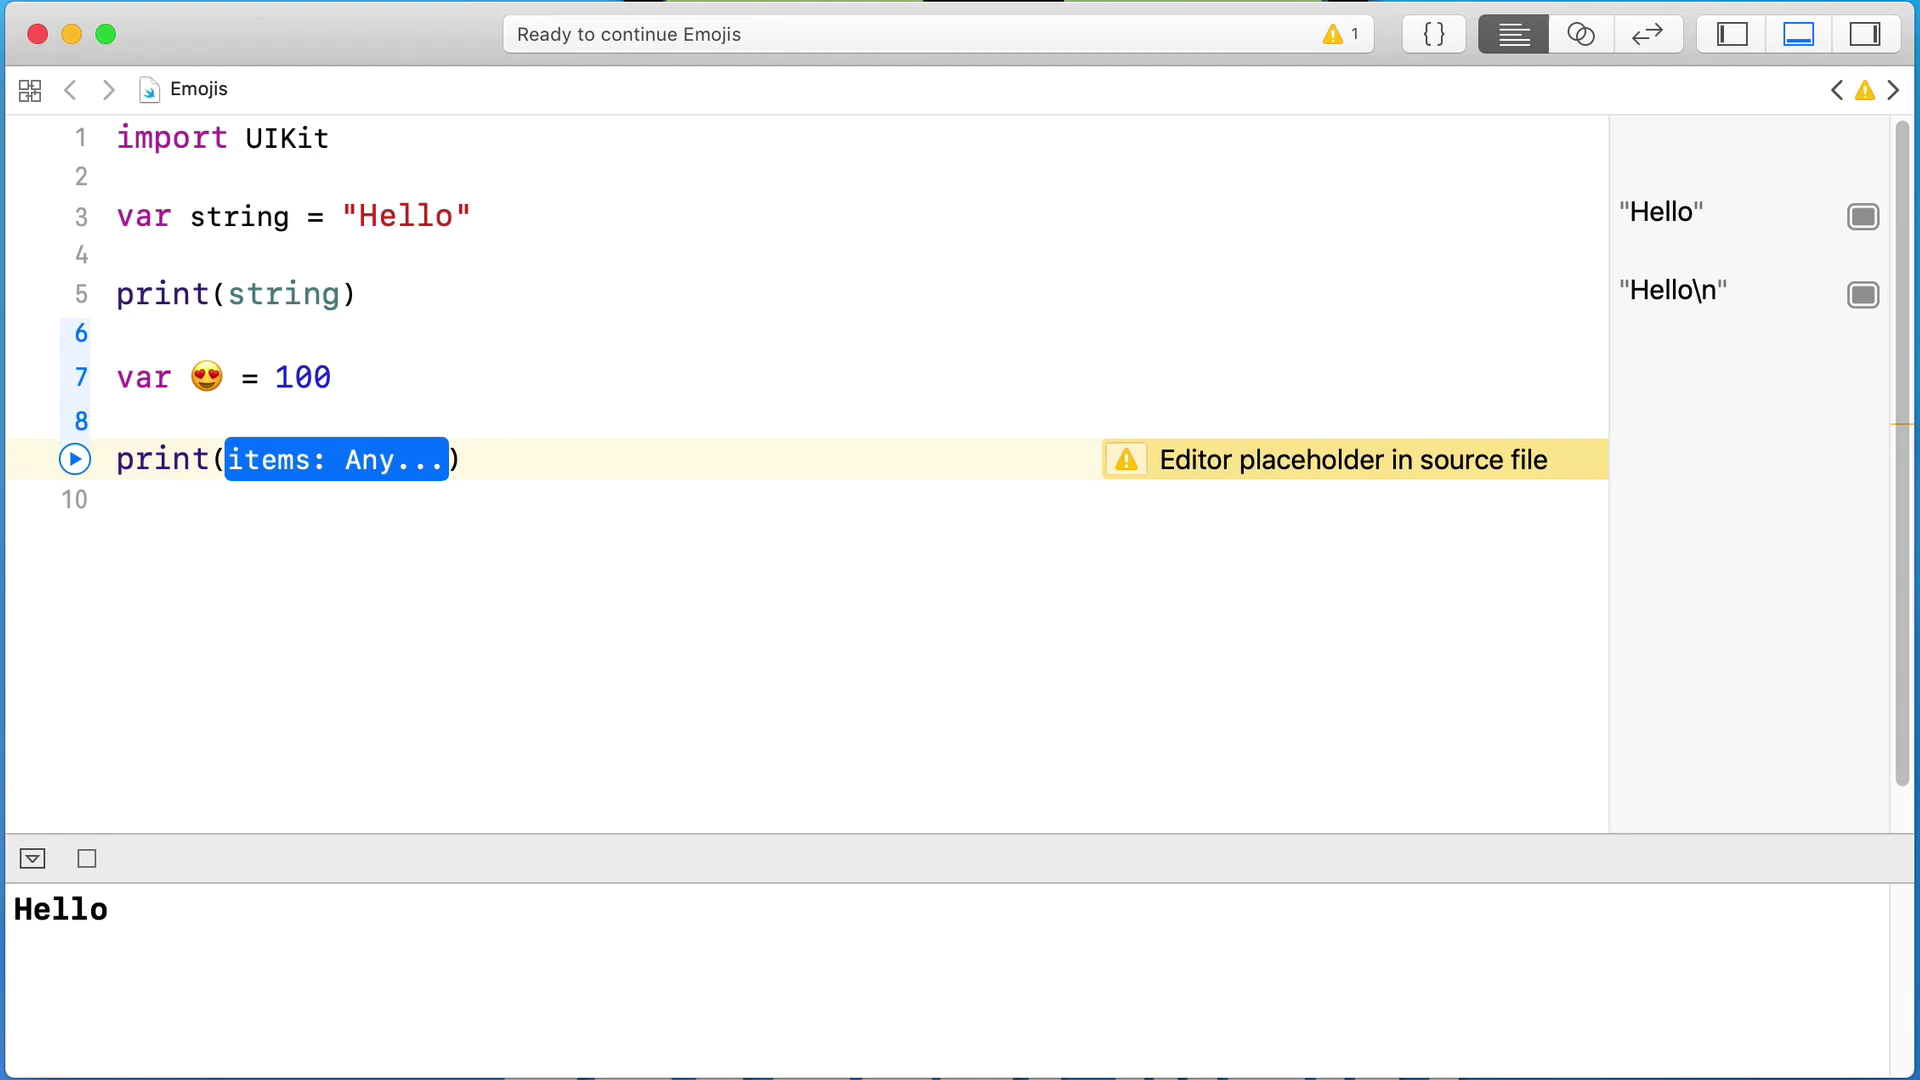 Ready to continue Emojis
1
{}
Emojis
1 import UIKit
2
3 var string = "Hello"
"Hello"
4
5 print(string)
"Hello\n"
6
7 var 😍 = 100
8
print(items: Any...)
Editor placeholder in source file
10
Hello